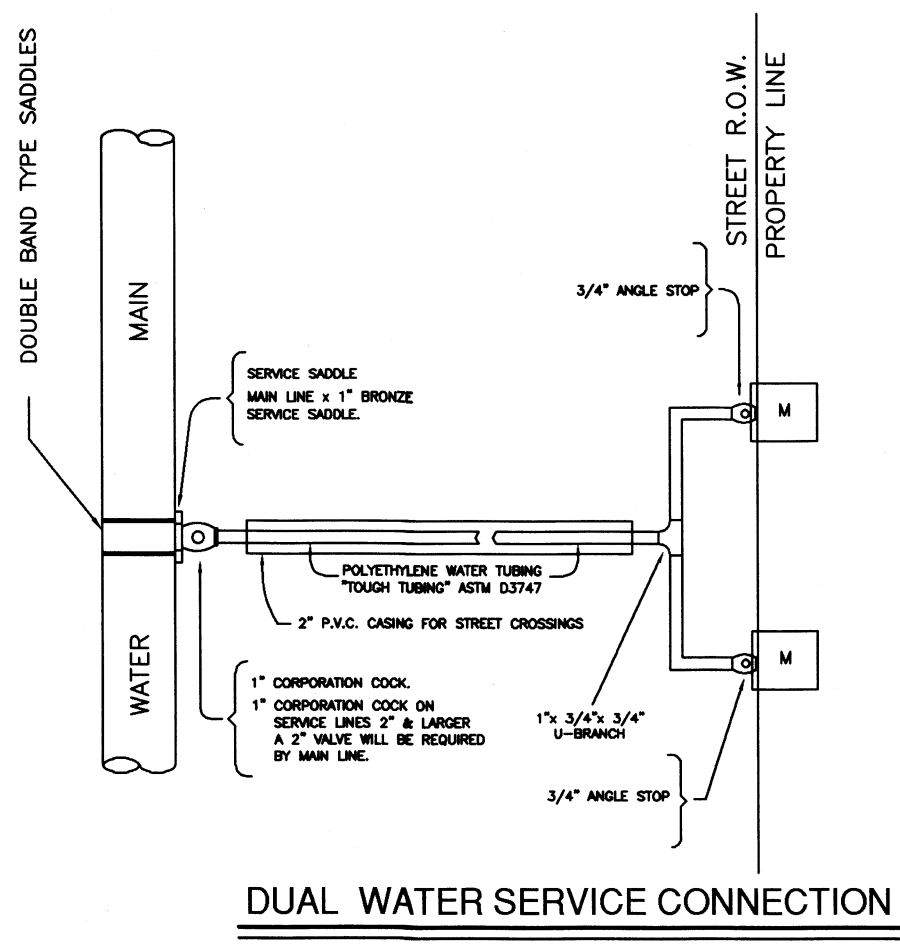 DOUBLE BAND TYPE SADDLES
MAIN
WATER
STREET R.O.W.
PROPERTY LINE
3/4" ANGLE STOP
SERVICE SADDLE
MAIN LINE x 1" BRONZE
SERVICE SADDLE.
M
POLYETHYLENE WATER TUBING
"TOUGH TUBING" ASTM D3747
2" P.V.C. CASING FOR STREET CROSSINGS
M
1" CORPORATION COCK.
1" CORPORATION COCK ON
SERVICE LINES 2" & LARGER
A 2" VALVE WILL BE REQUIRED
BY MAIN LINE.
1"x 3/4"x 3/4"
U-BRANCH
3/4" ANGLE STOP
DUAL WATER SERVICE CONNECTION